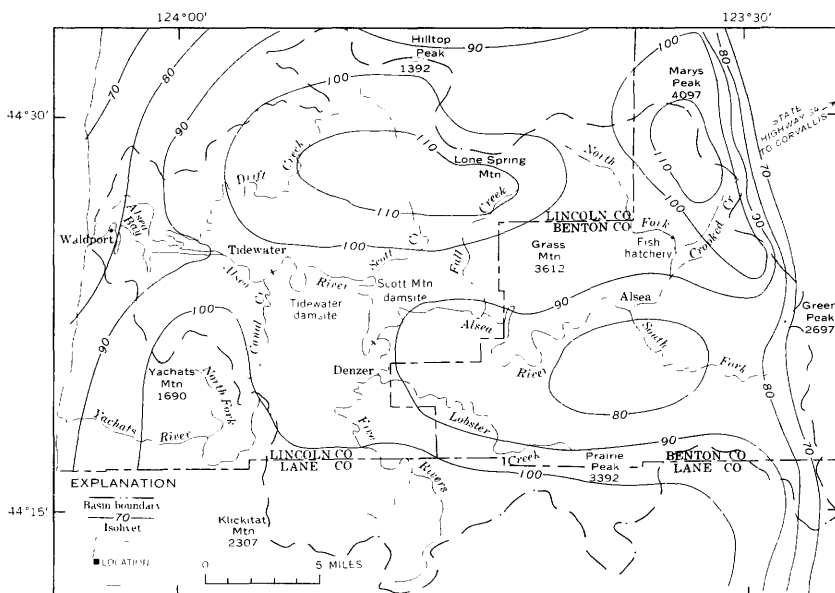 124°00'
123°30'
44°30'
44°15'
Hilltop
Peak
1392
90
100
80
70
90
80
100
Marys
Peak
4097
STATE
HIGHWAY 34
TO CORVALLIS
70
110
Lone Spring
Mtn
North
Drift
Creek
Creek
110
110
100
Alsea
Bay
Waldport
LINCOLN CO
BENTON CO
Fork
Fish
hatchery
Crooked Cr
100
Tidewater
Alsea
River
Scott
Cr
Fall
Grass
Mtn
3612
Scott Mtn
damsite
Tidewater
damsite
Canal
Cr
90
Alsea
Alsea
River
South
Fork
Green
Peak
2697
100
90
Yachats
Mtn
1690
North Fork
Denzer
80
80
Yachats
River
Five
Rivers
Lobster
Creek
LINCOLN CO
LANE CO
Prairie
Peak
3392
90
BENTON CO
LANE CO
100
70
EXPLANATION
Basin boundary
70
Isohyet
LOCATION
Klickitat
Mtn
2307
0
5 MILES